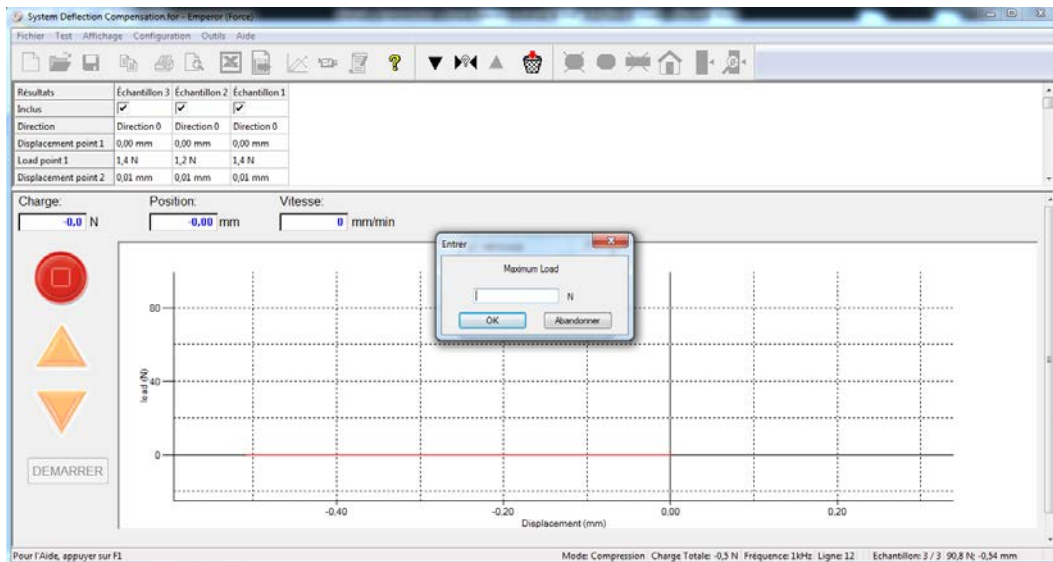 System Deflection Compensation.for - Emperor (Force)
Fichier Test Affichage Configuration Outils Aide
Résultats Échantillon 3 Échantillon 2 Échantillon 1
Inclus
Direction Direction 0 Direction 0 Direction 0
Displacement point 1 0,00 mm 0,00 mm 0,00 mm
Load point 1 1,4 N 1,2 N 1,4 N
Displacement point 2 0,01 mm 0,01 mm 0,01 mm
Charge: Position: Vitesse:
-0,0 N -0,00 mm 0 mm/min
Entrer
Maximum Load
N
OK Abandonner
80
40
0
load (N)
DEMARRER
-0.40 -0.20 0.00 0.20
Displacement (mm)
Pour l'Aide, appuyer sur F1 Mode: Compression Charge Totale: -0,5 N Fréquence: 1kHz Ligne: 12 Echantillon: 3 / 3 90,8 N; -0,54 mm